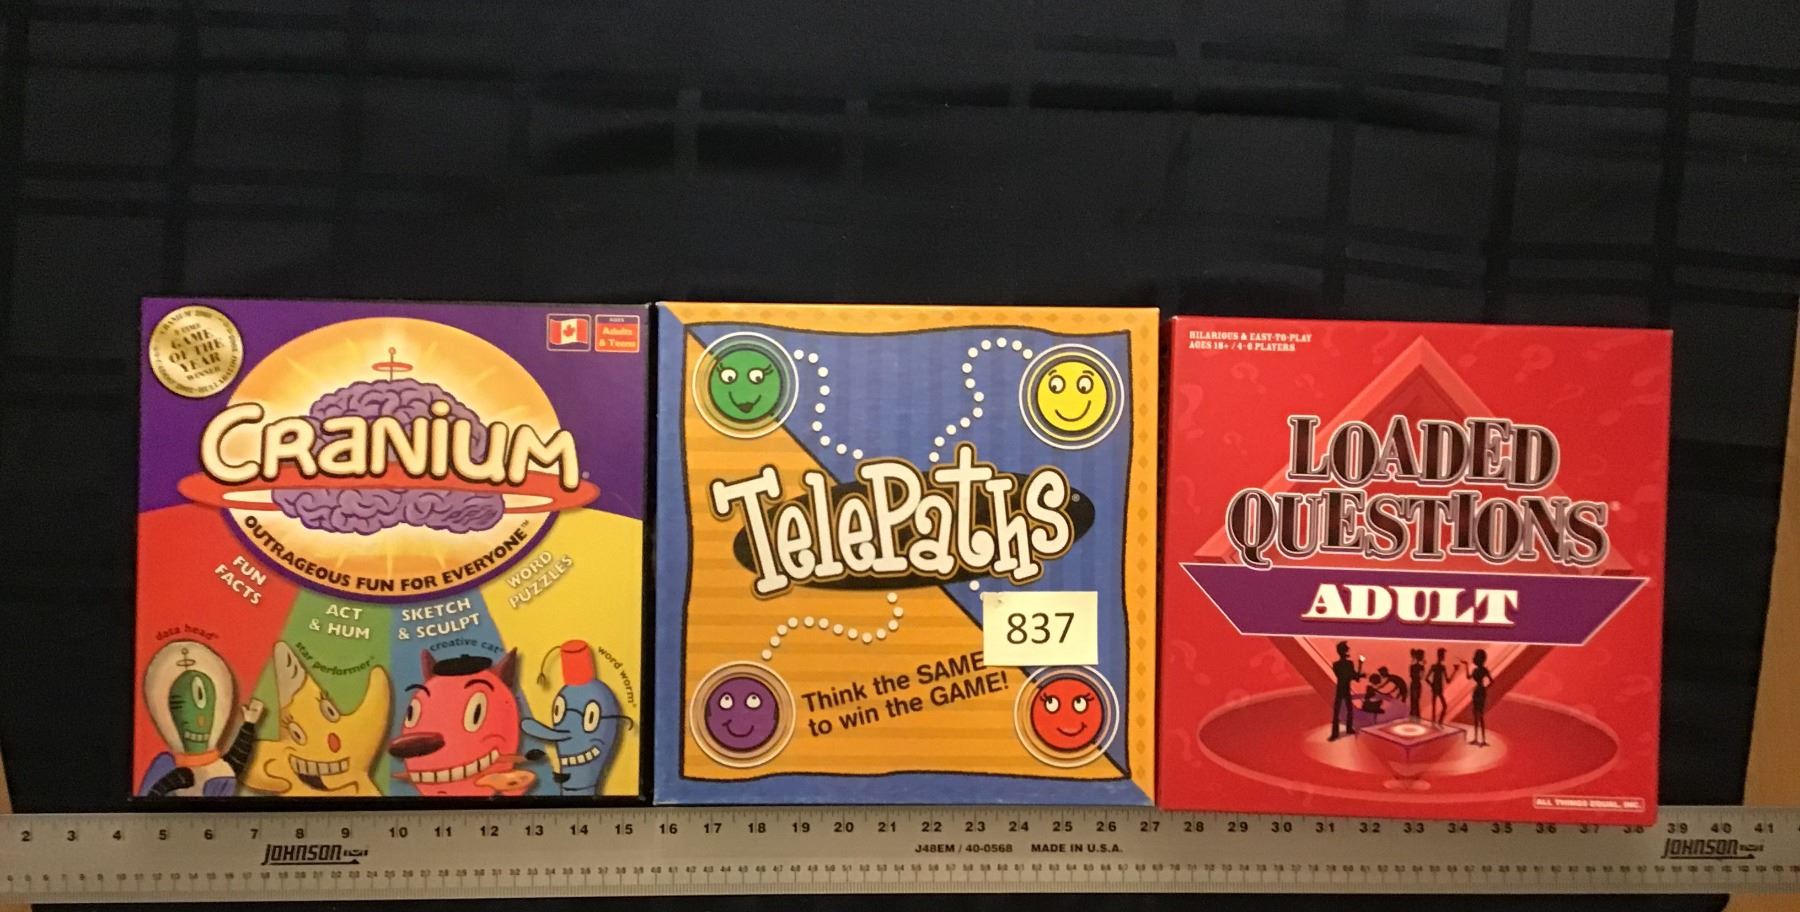 GAME
OF THE
YEAR
WINNER
AGES
Adults
& Teens
CRANIUM
OUTRAGEOUS FUN FOR EVERYONE™
FUN
FACTS
ACT
& HUM
SKETCH
& SCULPT
WORD
PUZZLES
data head®
star performer®
creative cat®
word worm®
TelePaths®
837
Think the SAME
to win the GAME!
HILARIOUS & EASY-TO-PLAY
AGES 18+ / 4-6 PLAYERS
LOADED
QUESTIONS®
ADULT
ALL THINGS EQUAL, INC.
2 3 4 5 6 7 8 9 10 11 12 13 14 15 16 17 18 19 20 21 22 23 24 25 26 27 28 29 30 31 32 33 34 35 36 37 38 39 40 41
JOHNSON J48EM / 40-0568 MADE IN U.S.A. JOHNSON